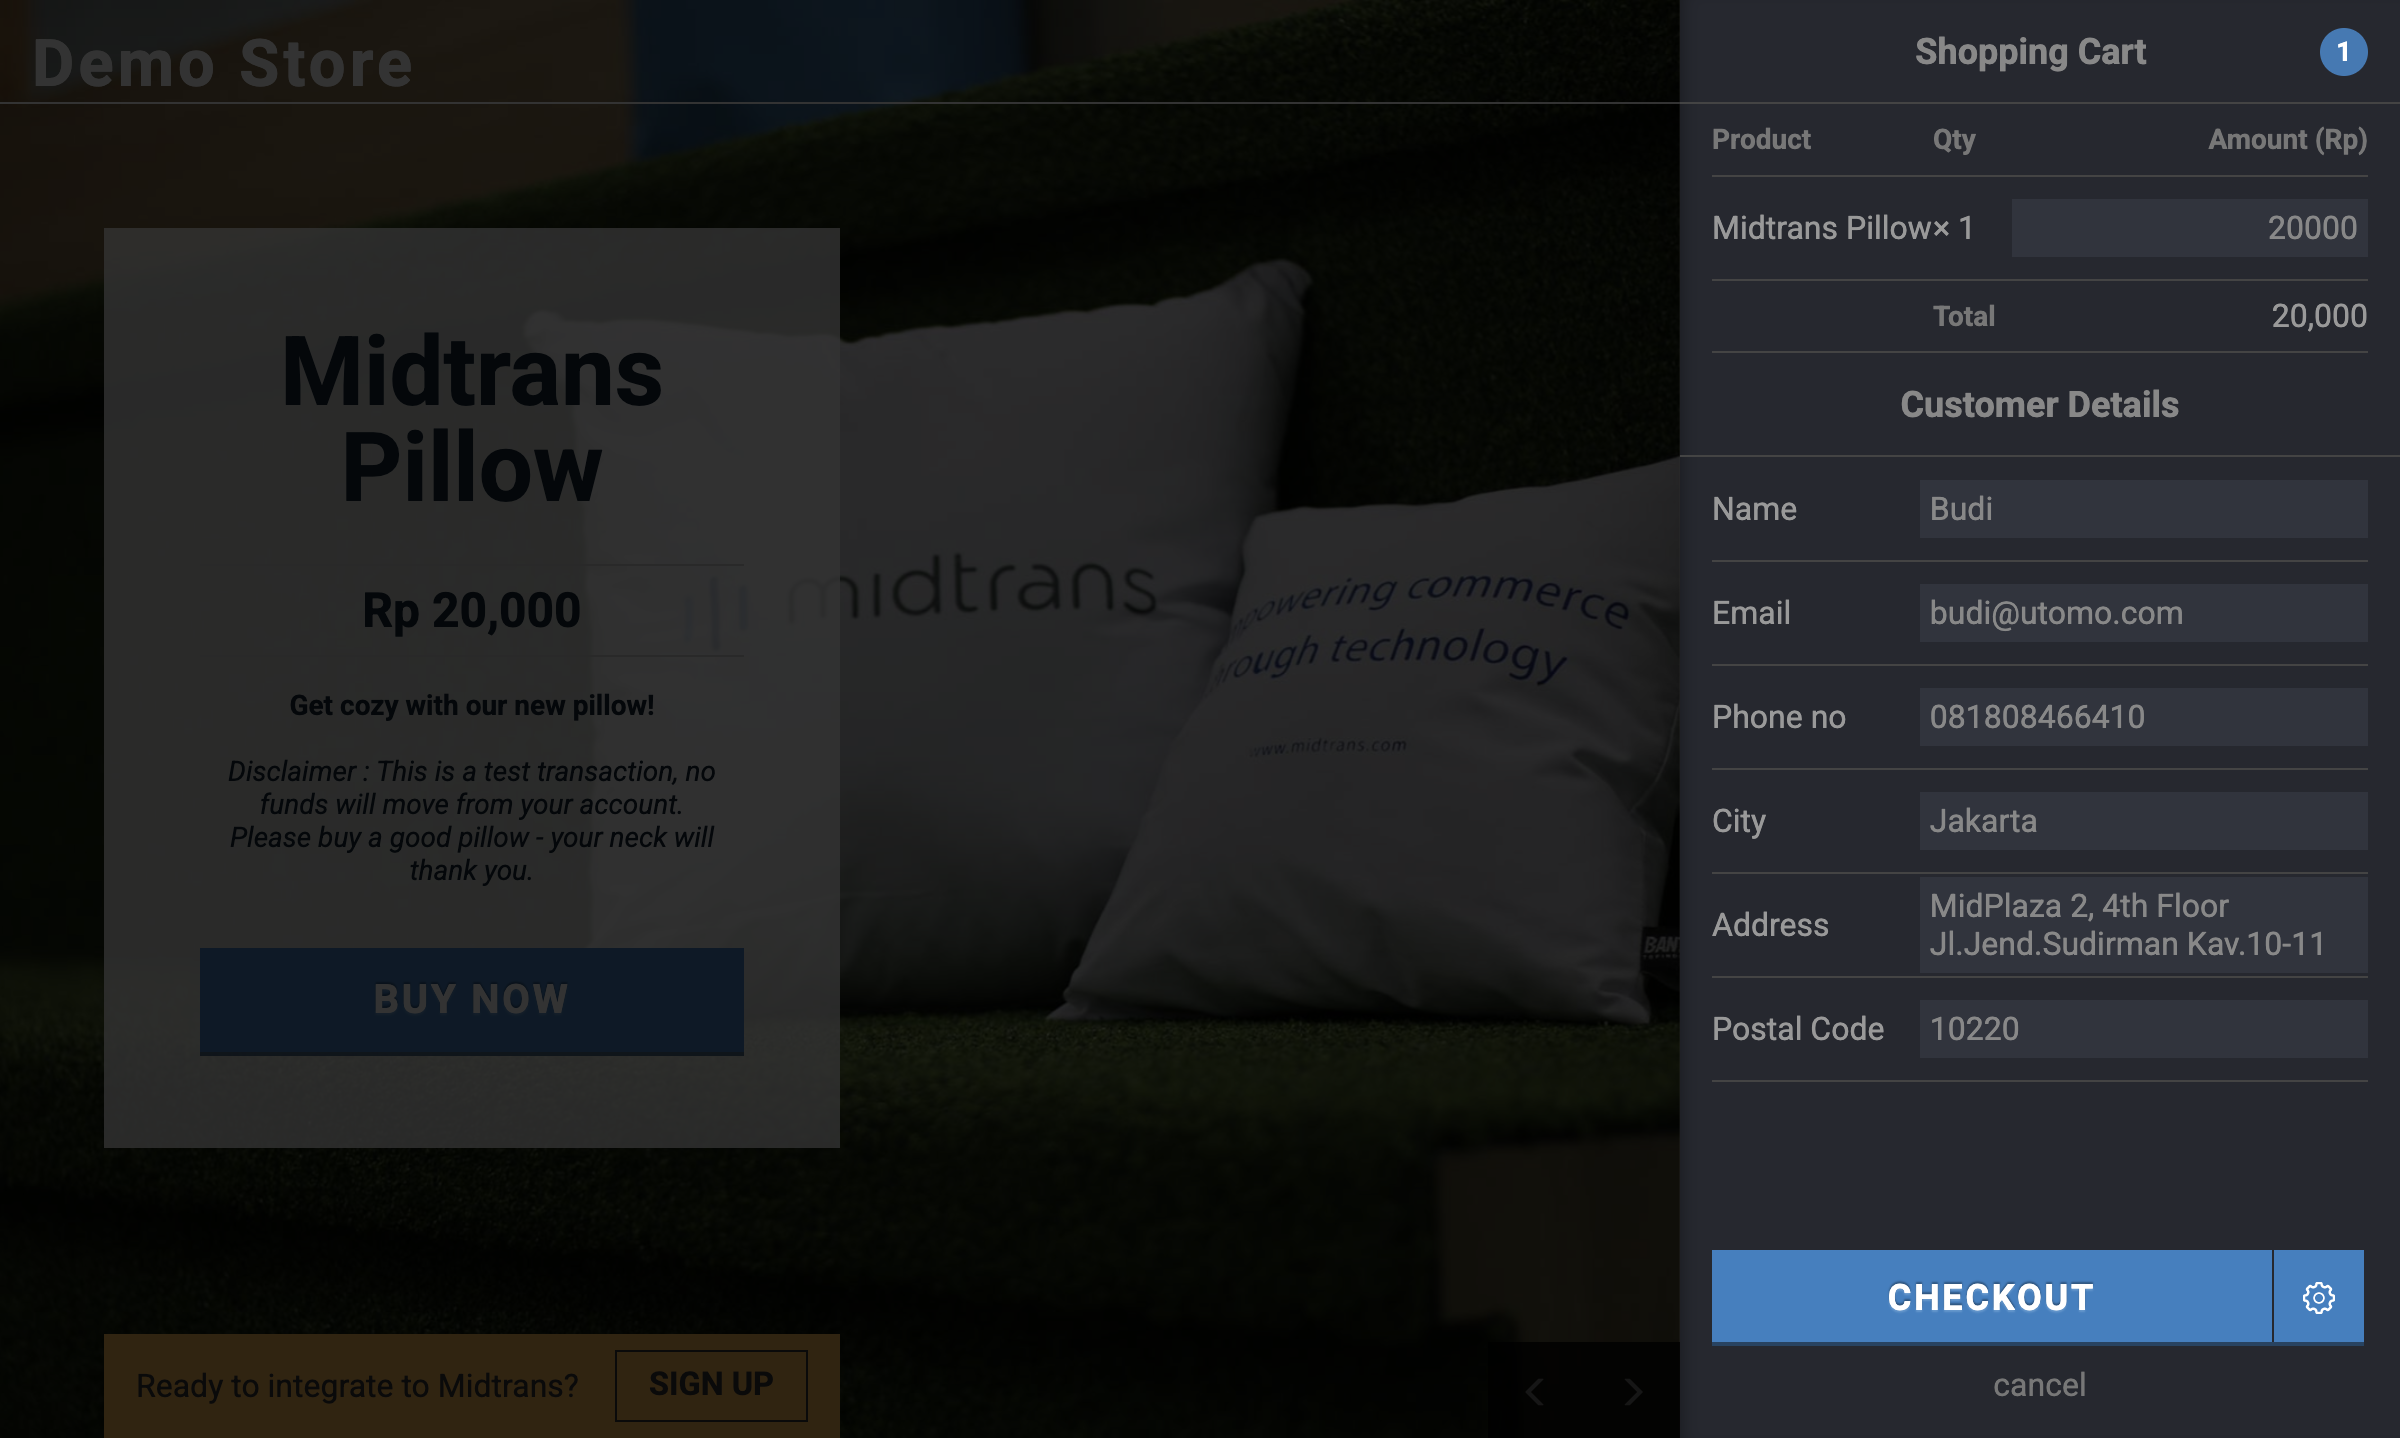 Demo Store
Midtrans
Pillow
Rp 20,000
Get cozy with our new pillow!
Disclaimer : This is a test transaction, no
funds will move from your account.
Please buy a good pillow - your neck will
thank you.
BUY NOW
Ready to integrate to Midtrans?
SIGN UP
midtrans
commerce
technology
www.midtrans.com
Shopping Cart
1
Product Qty Amount (Rp)
Midtrans Pillow× 1 20000
Total 20,000
Customer Details
Name Budi
Email budi@utomo.com
Phone no 081808466410
City Jakarta
Address MidPlaza 2, 4th Floor
Jl.Jend.Sudirman Kav.10-11
Postal Code 10220
CHECKOUT
cancel